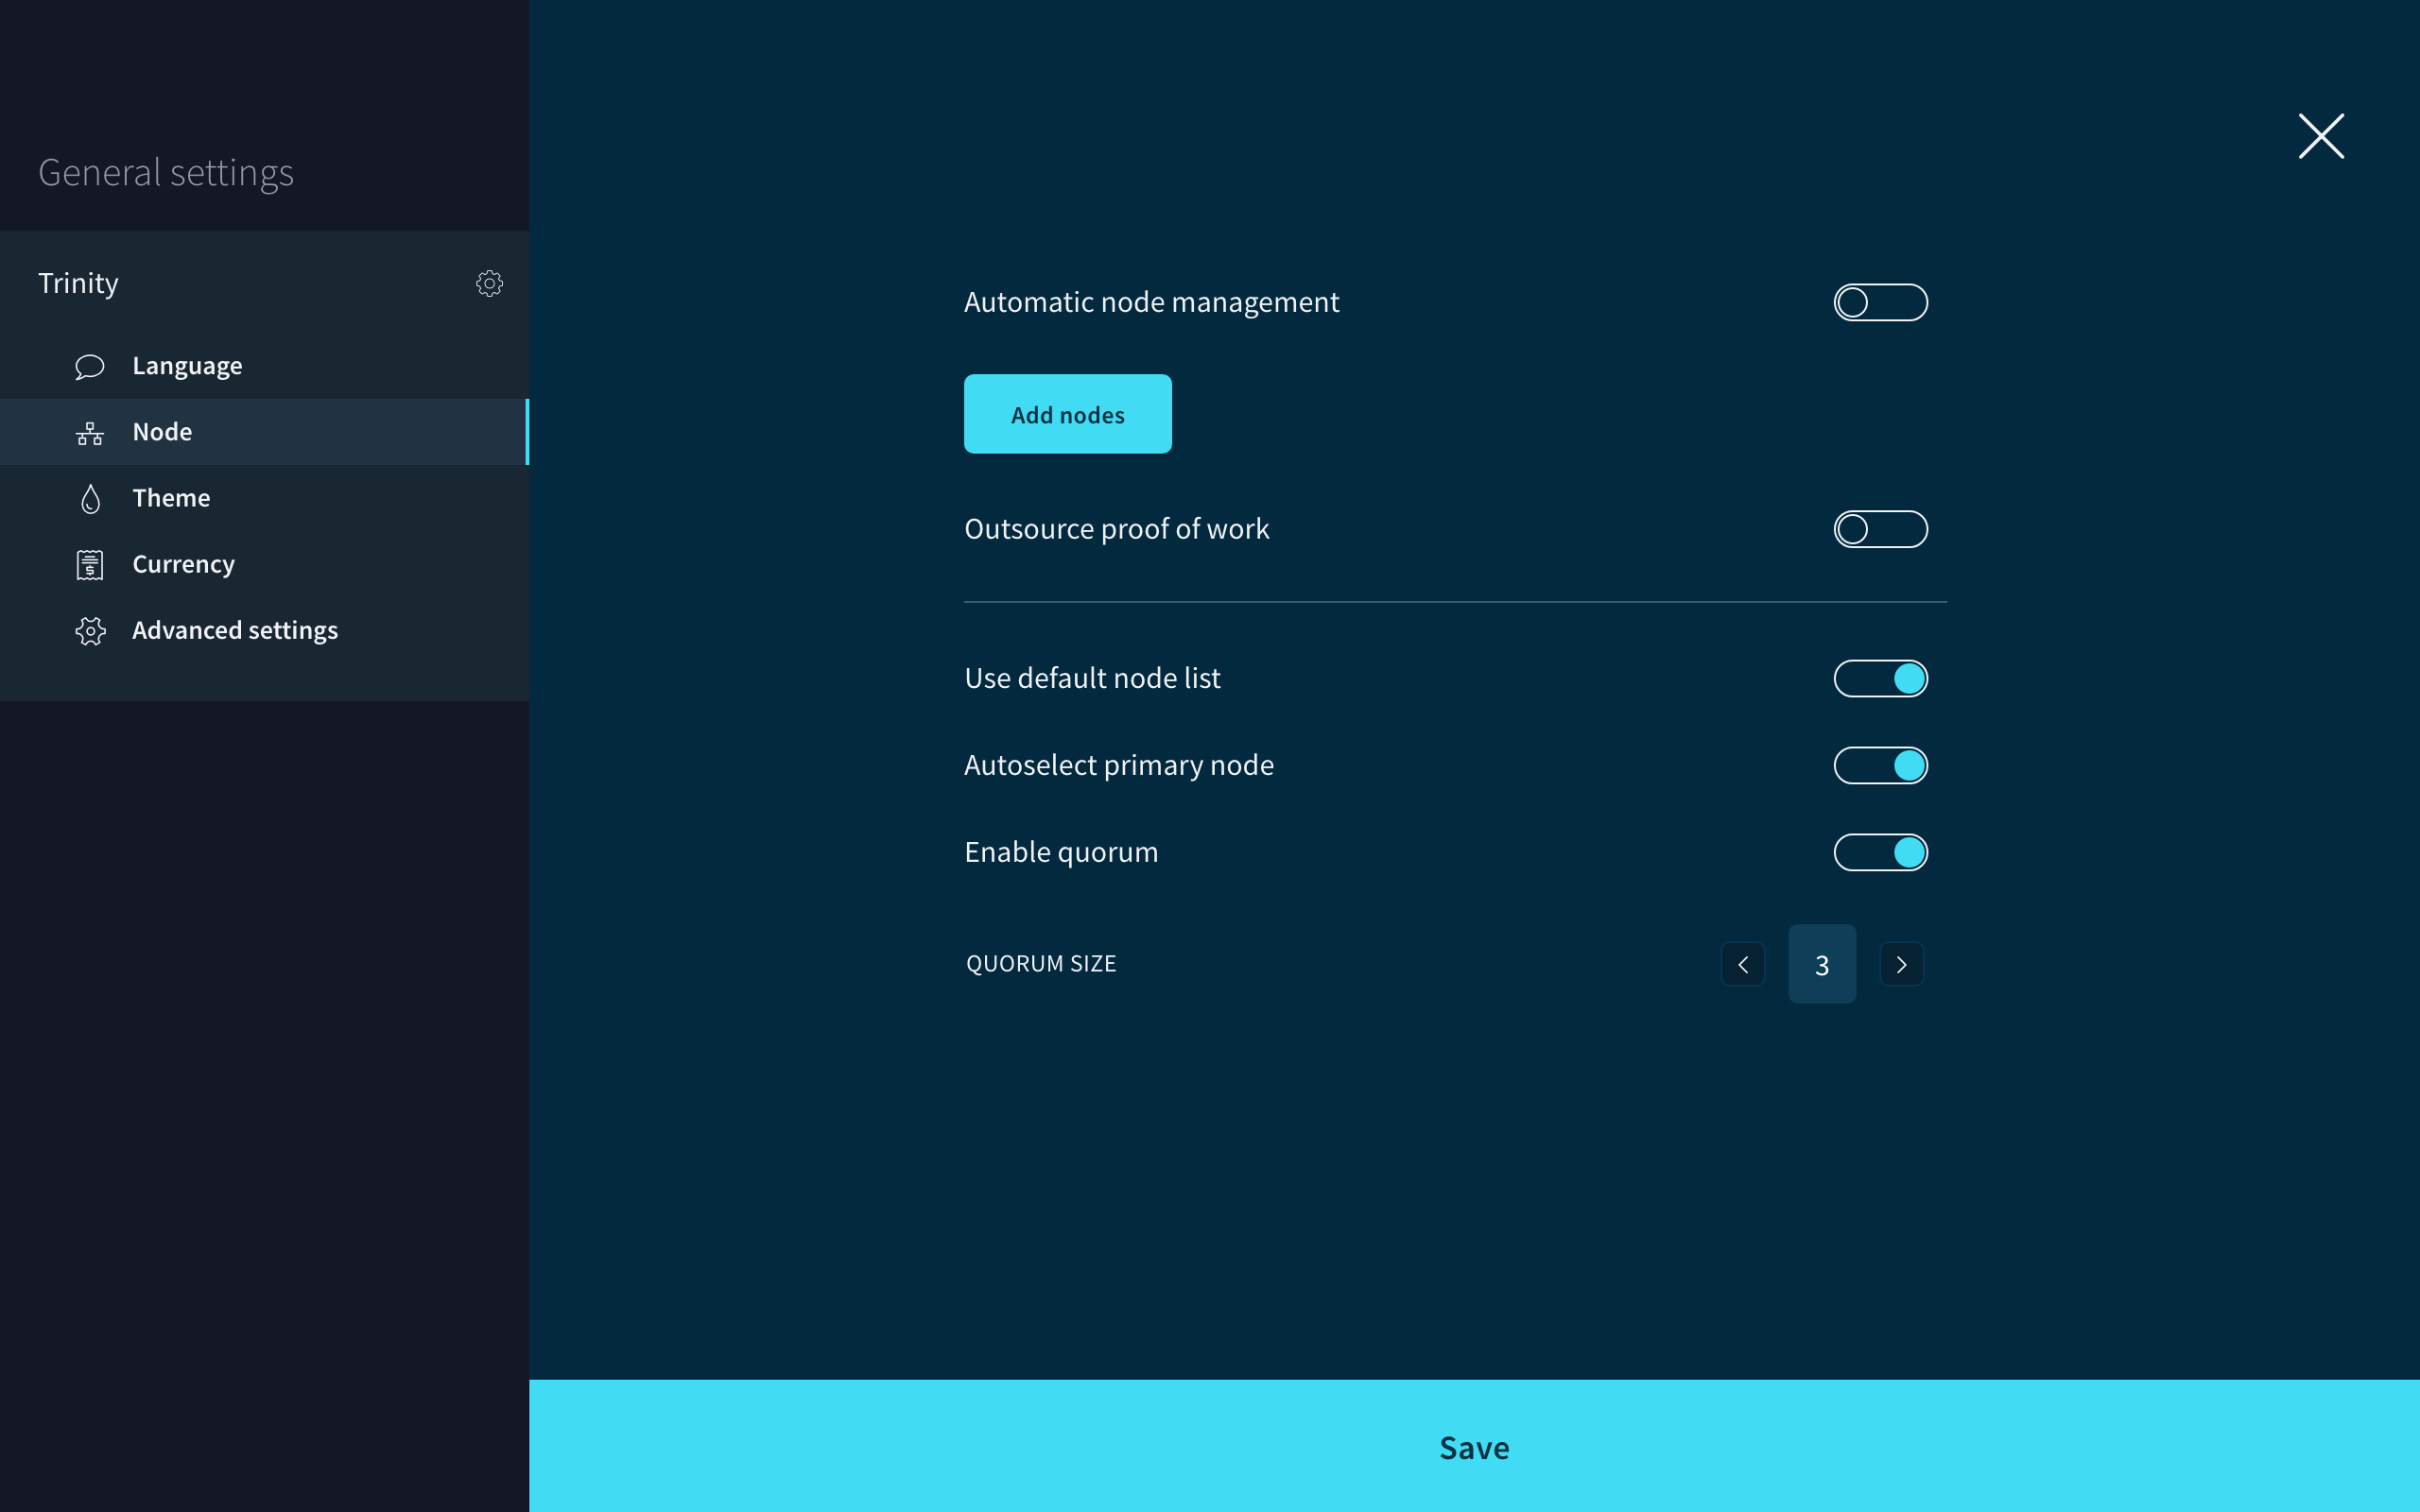 General settings
Trinity
Language
Node
Theme
Currency
Advanced settings
Automatic node management
Add nodes
Outsource proof of work
Use default node list
Autoselect primary node
Enable quorum
QUORUM SIZE
3
Save